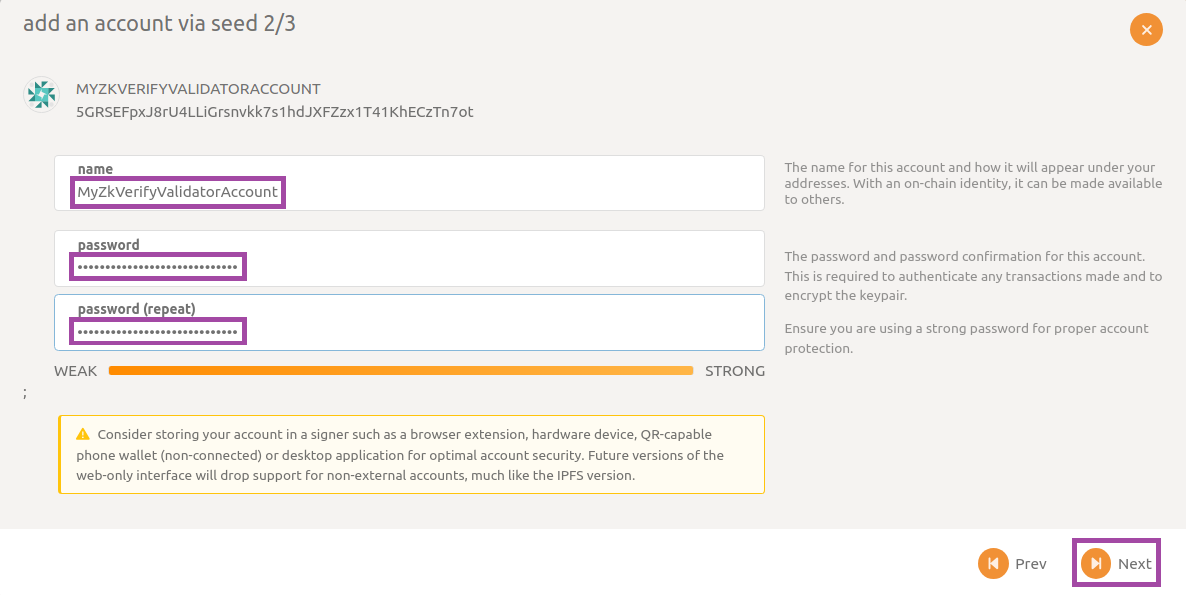 add an account via seed 2/3
MYZKVERIFYVALIDATORACCOUNT
5GRSEFpxJ8rU4LLiGrsnvkk7s1hdJXFZzx1T41KhECzTn7ot
name
MyZkVerifyValidatorAccount
The name for this account and how it will appear under your
addresses. With an on-chain identity, it can be made available
to others.
password
•••••••••••••••••••••••••••••
password (repeat)
•••••••••••••••••••••••••••••
The password and password confirmation for this account.
This is required to authenticate any transactions made and to
encrypt the keypair.
Ensure you are using a strong password for proper account
protection.
WEAK STRONG
;
Consider storing your account in a signer such as a browser extension, hardware device, QR-capable
phone wallet (non-connected) or desktop application for optimal account security. Future versions of the
web-only interface will drop support for non-external accounts, much like the IPFS version.
Prev Next